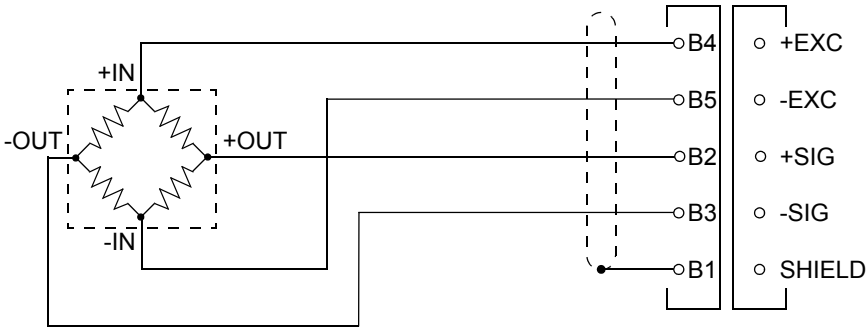 B4 +EXC
+IN
B5 -EXC
-OUT +OUT
B2 +SIG
B3 -SIG
-IN
B1 SHIELD